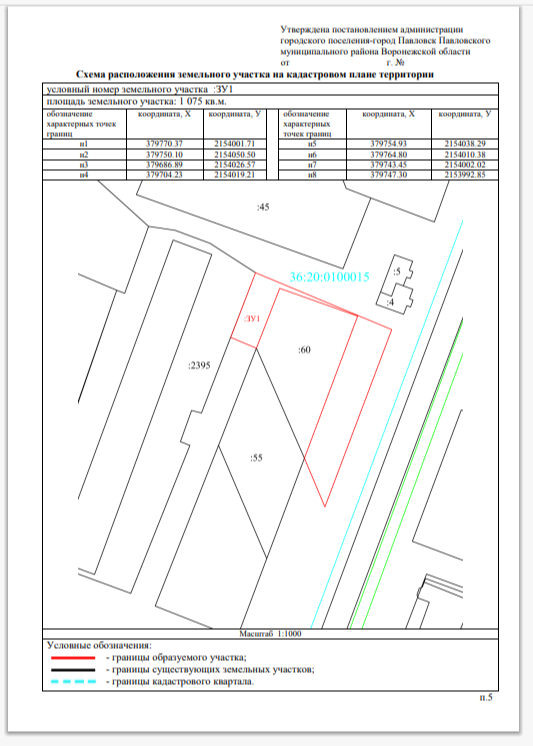 Утверждена постановлением администрации
городского поселения-город Павловск Павловского
муниципального района Воронежской области
от г. №
Схема расположения земельного участка на кадастровом плане территории
условный номер земельного участка :ЗУ1
площадь земельного участка: 1 075 кв.м.
обозначение характерных точек границ координата, X координата, У обозначение характерных точек границ координата, X координата, У
н1 379770.37 2154001.71 н5 379754.93 2154038.29
н2 379750.10 2154050.50 н6 379764.80 2154010.38
н3 379686.89 2154026.57 н7 379743.45 2154002.02
н4 379704.23 2154019.21 н8 379747.30 2153992.85
:45
36:20:0100015
:5
:4
:ЗУ1
:60
:2395
:55
Масштаб 1:1000
Условные обозначения:
- границы образуемого участка;
- границы существующих земельных участков;
- границы кадастрового квартала.
п.5